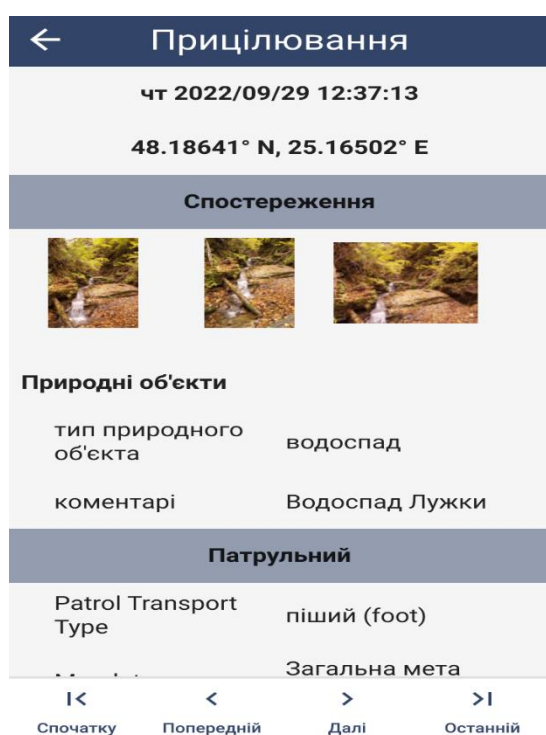 Прицілювання
чт 2022/09/29 12:37:13
48.18641° N, 25.16502° E
Спостереження
Природні об'єкти
тип природного
об'єкта
водоспад
коментарі
Водоспад Лужки
Патрульний
Patrol Transport
Type
піший (foot)
Загальна мета
Спочатку
Попередній
Далі
Останній